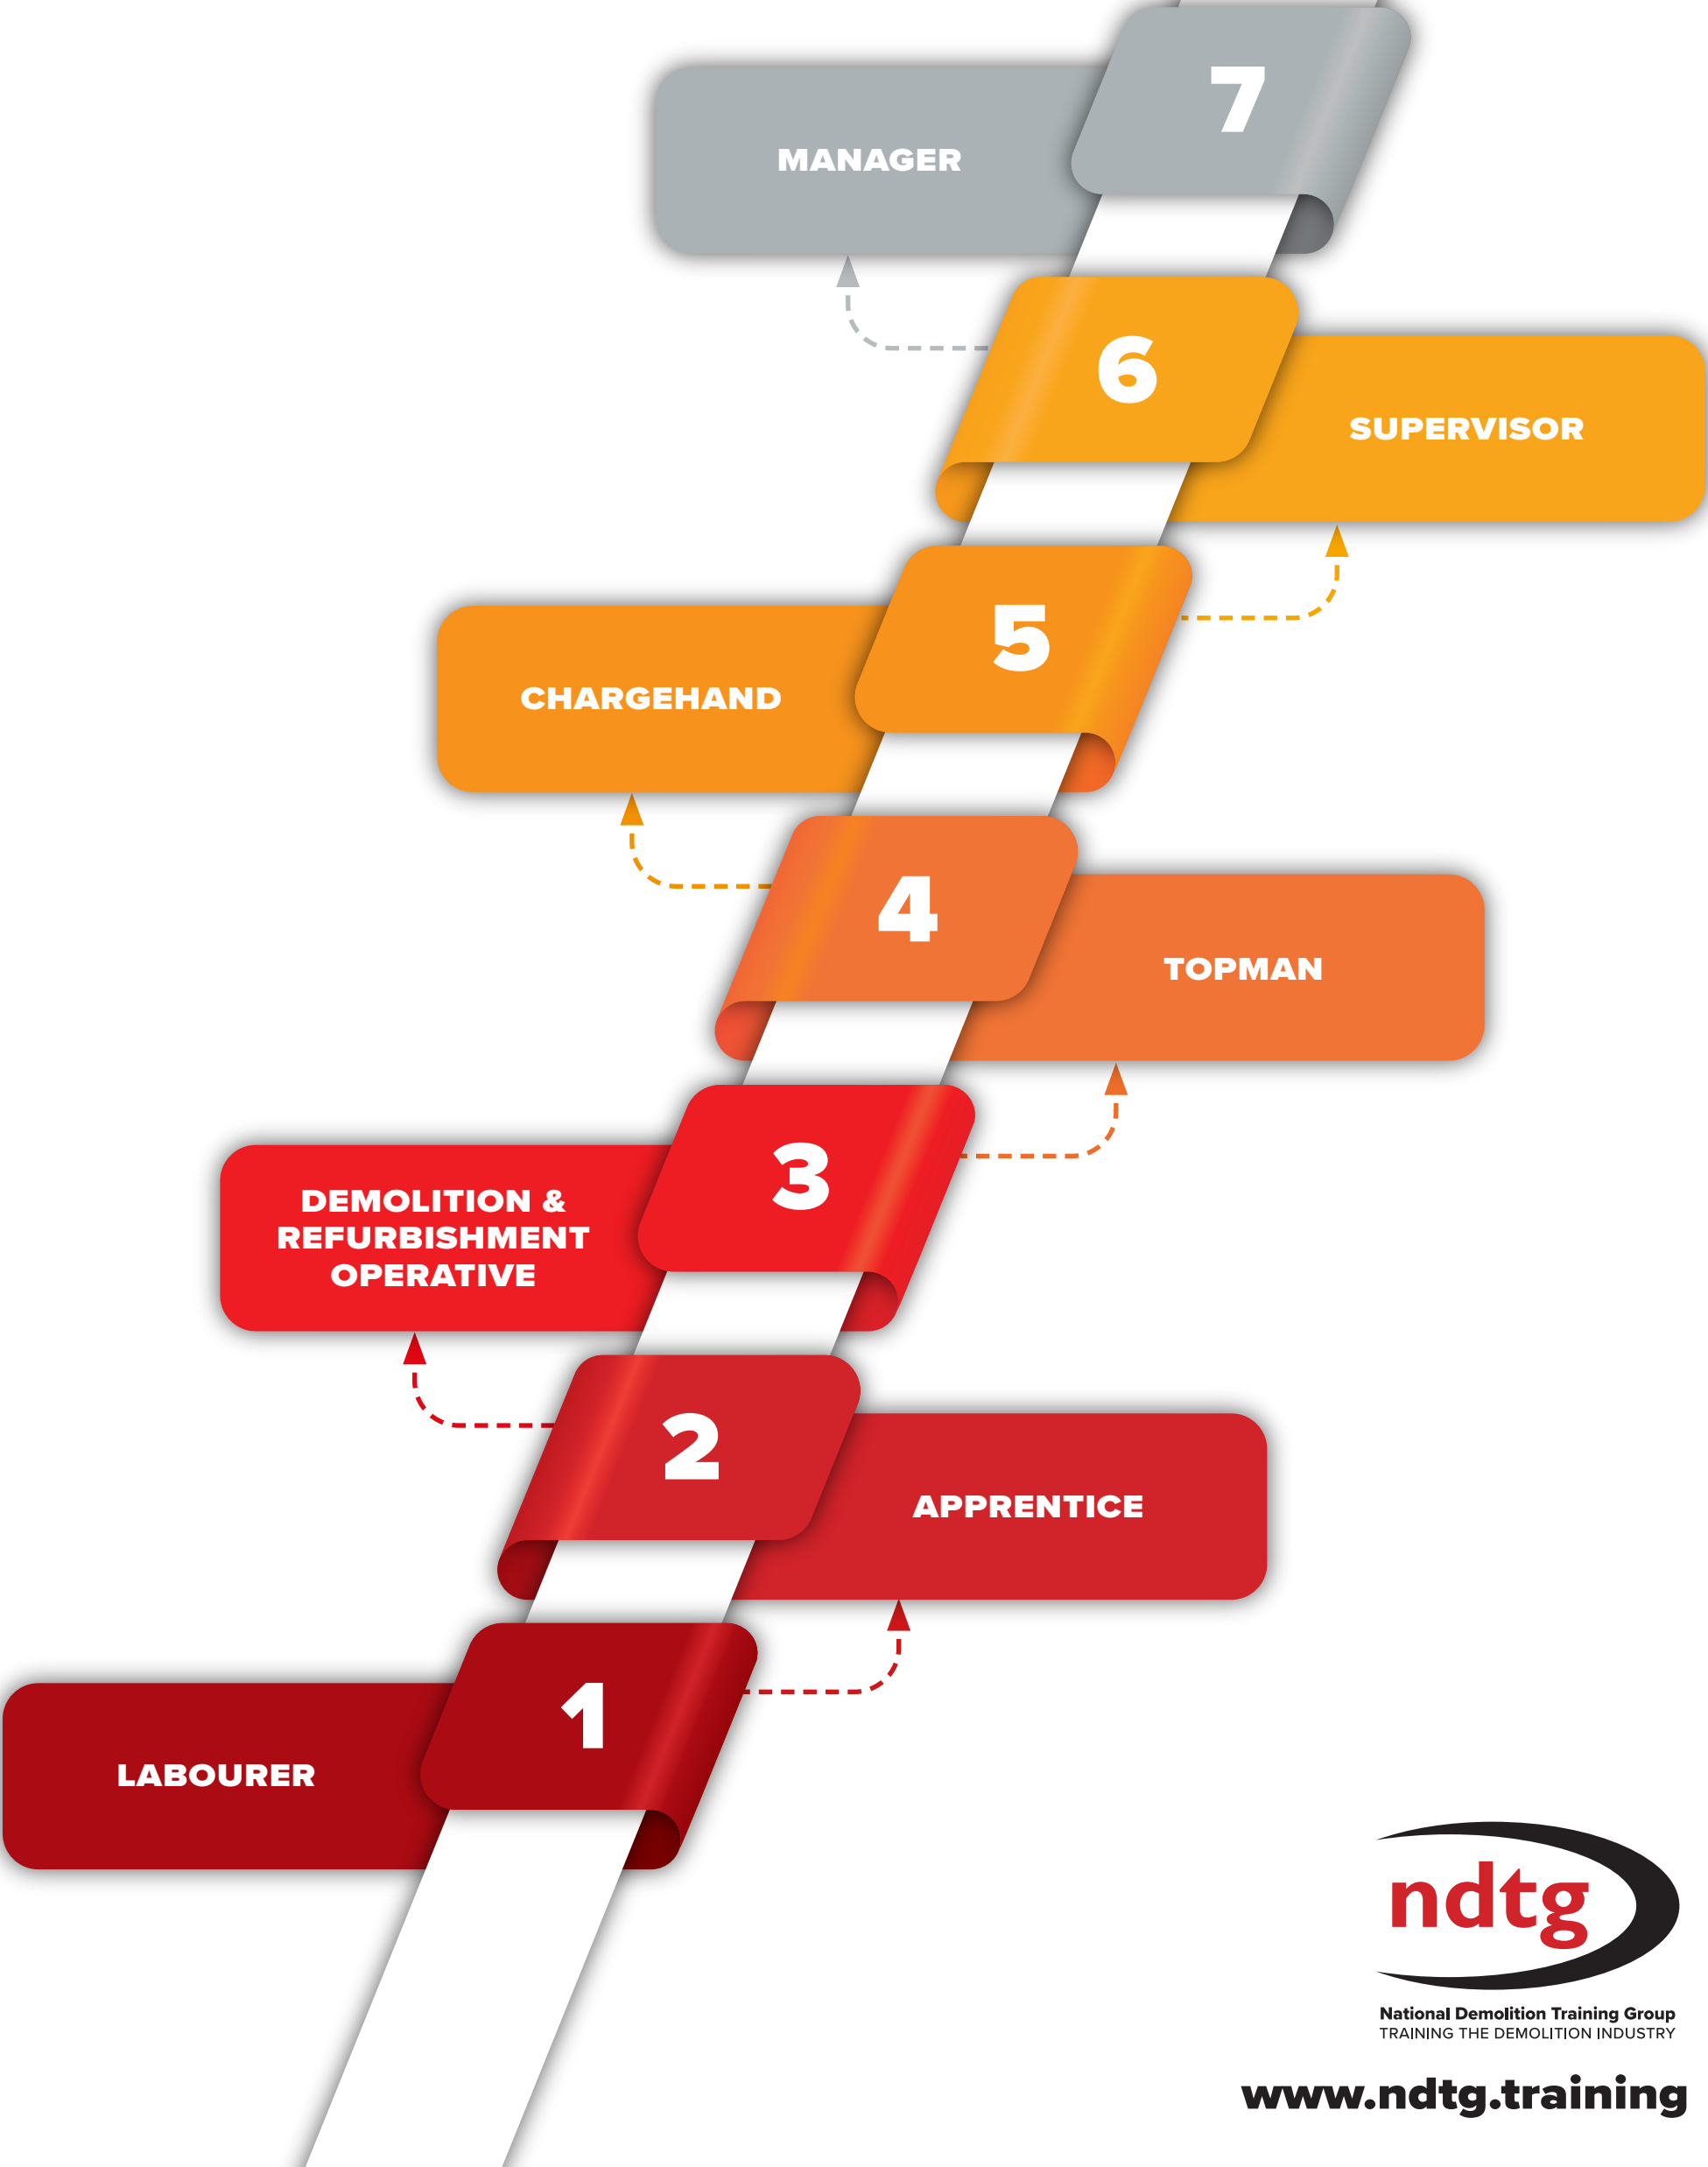 7
MANAGER
6
SUPERVISOR
5
CHARGEHAND
4
TOPMAN
3
DEMOLITION &
REFURBISHMENT
OPERATIVE
2
APPRENTICE
1
LABOURER
ndtg
National Demolition Training Group
TRAINING THE DEMOLITION INDUSTRY
www.ndtg.training